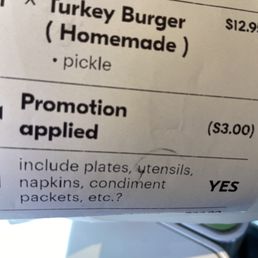 Turkey Burger $12.9
( Homemade )
• pickle
Promotion
applied ($3.00)
include plates, utensils,
napkins, condiment
packets, etc.? YES